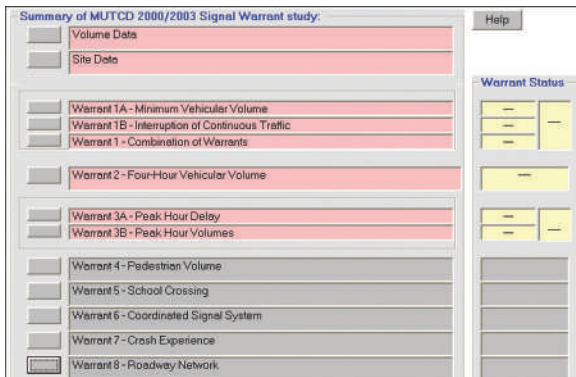 Summary of MUTCD 2000/2003 Signal Warrant study:
Help
Volume Data
Site Data
Warrant Status
Warrant 1A - Minimum Vehicular Volume
Warrant 1B - Interruption of Continuous Traffic
Warrant 1 - Combination of Warrants
Warrant 2 - Four-Hour Vehicular Volume
Warrant 3A - Peak Hour Delay
Warrant 3B - Peak Hour Volumes
Warrant 4 - Pedestrian Volume
Warrant 5 - School Crossing
Warrant 6 - Coordinated Signal System
Warrant 7 - Crash Experience
Warrant 8 - Roadway Network